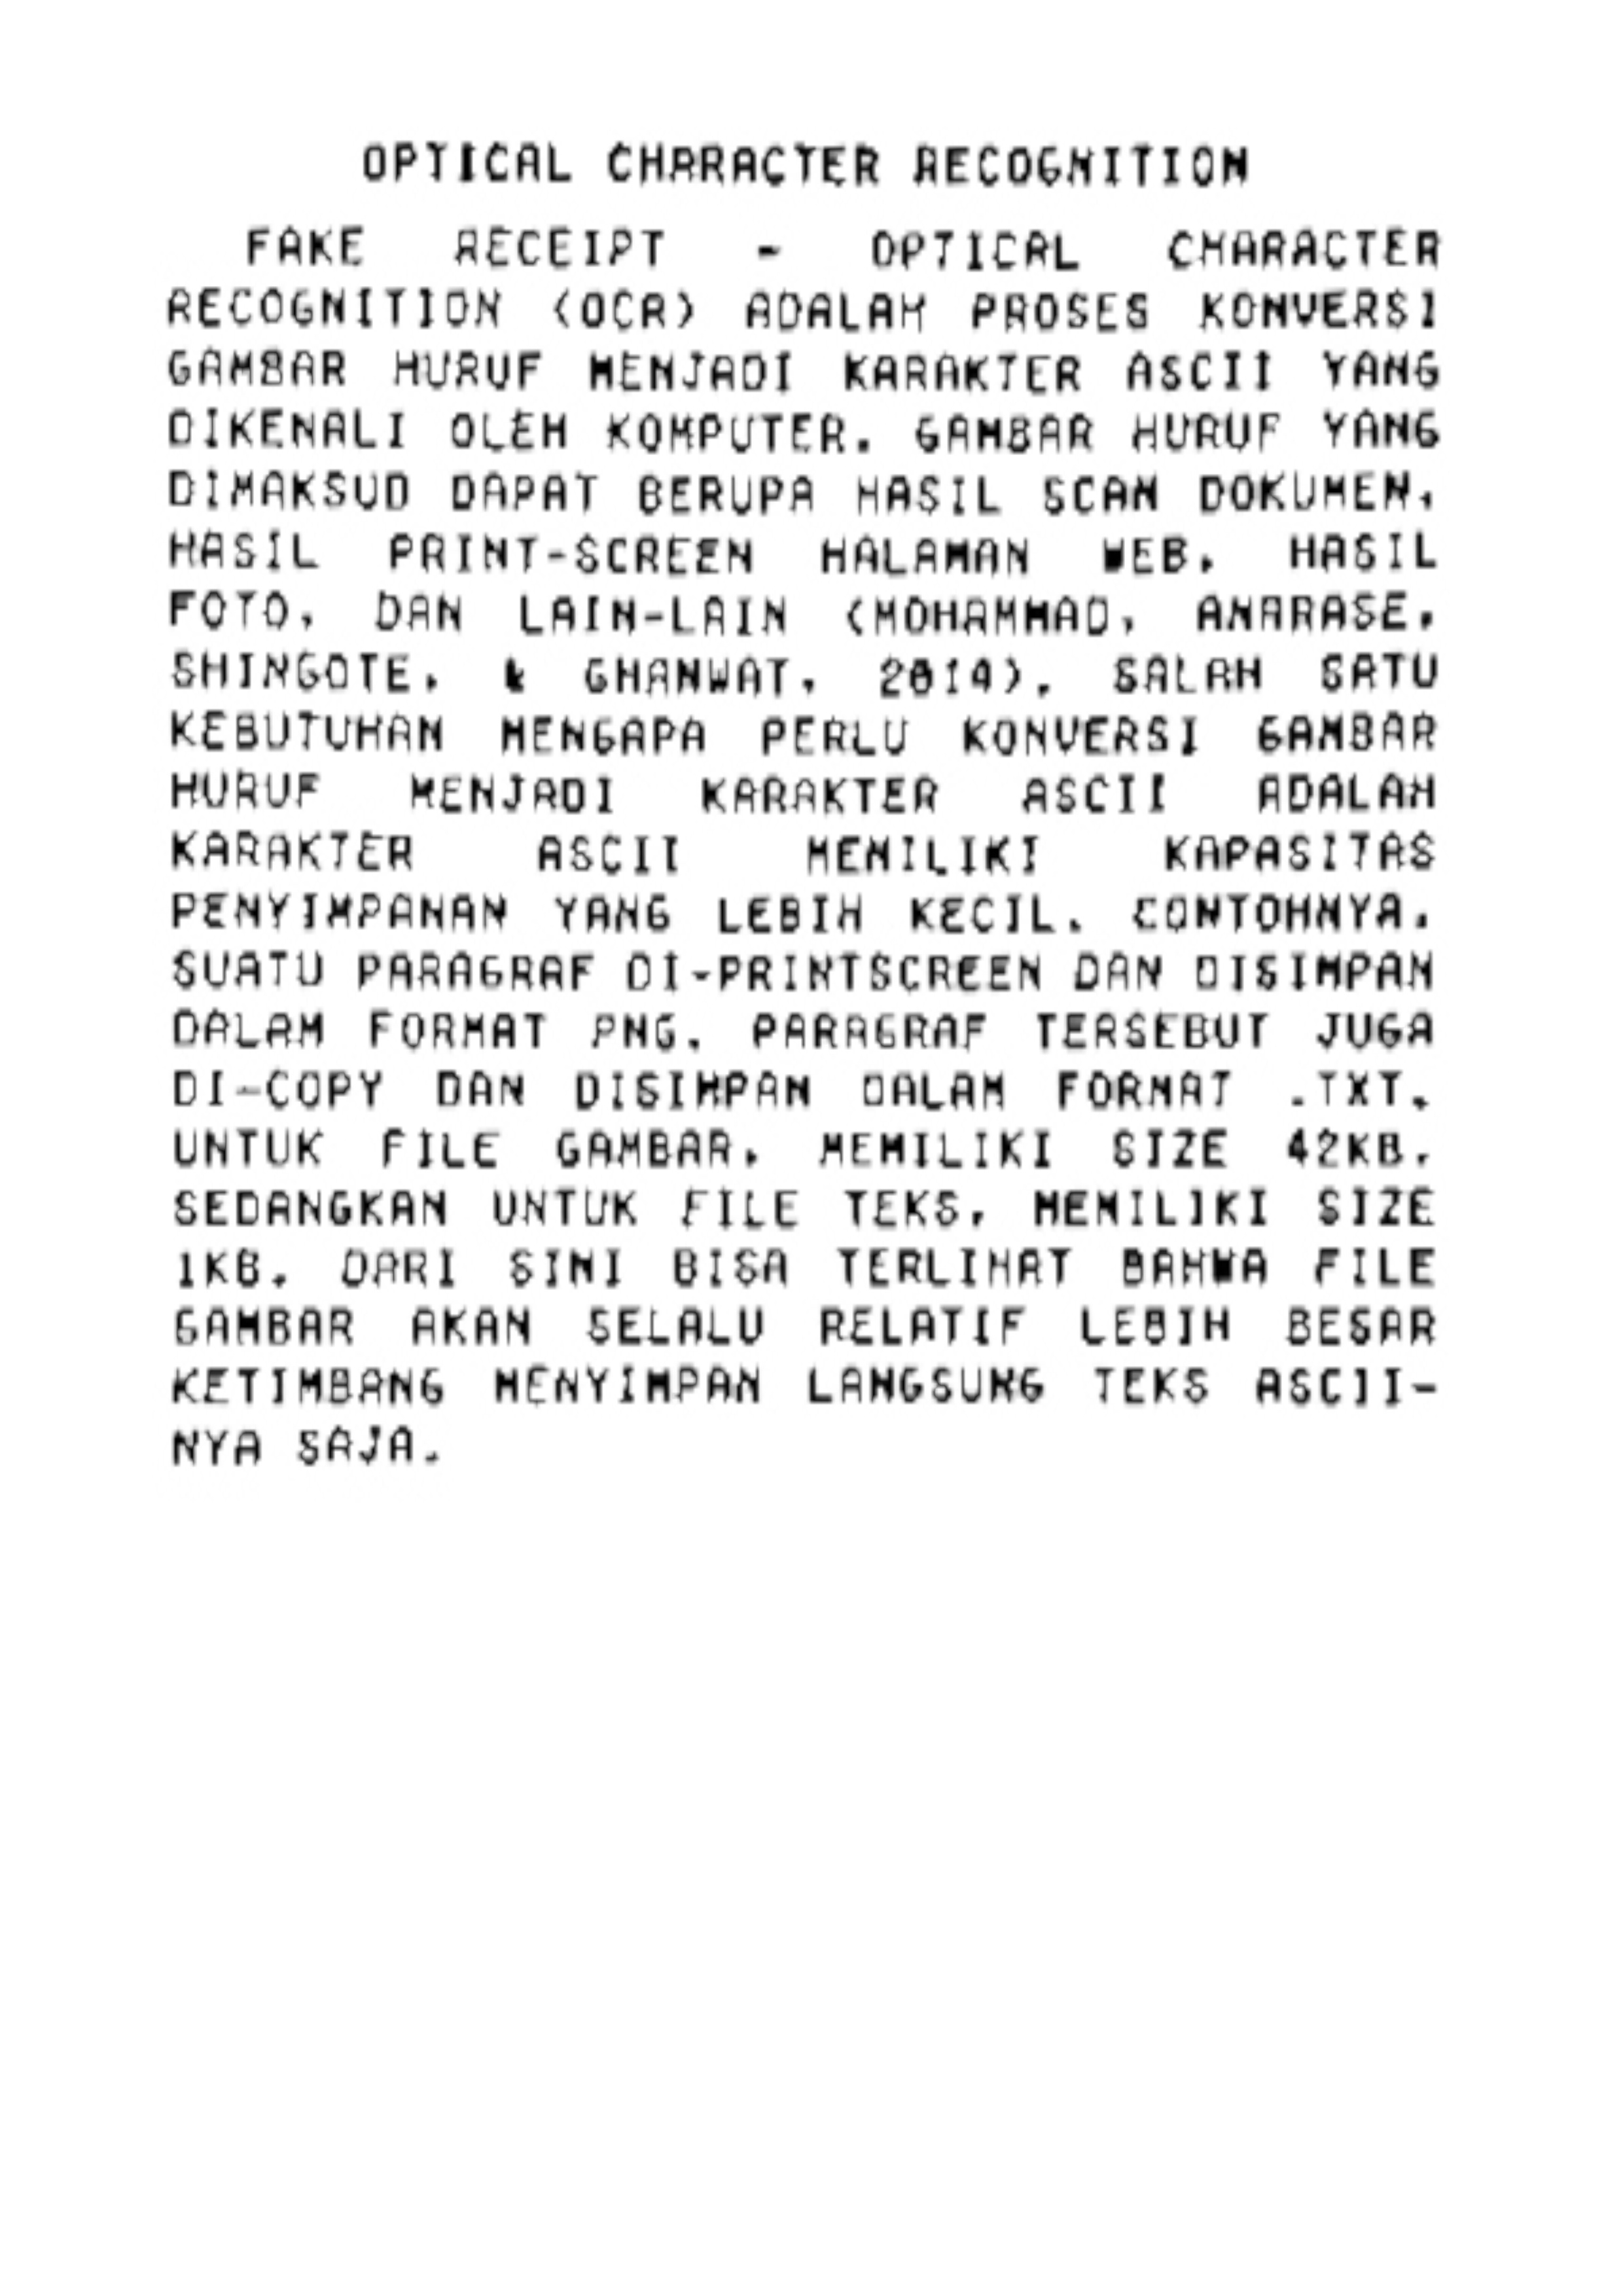 OPTICAL CHARACTER RECOGNITION
FAKE RECEIPT - OPTICAL CHARACTER
RECOGNITION (OCR) ADALAH PROSES KONVERSI
GAMBAR HURUF MENJADI KARAKTER ASCII YANG
DIKENALI OLEH KOMPUTER. GAMBAR HURUF YANG
DIMAKSUD DAPAT BERUPA HASIL SCAN DOKUMEN,
HASIL PRINT-SCREEN HALAMAN WEB, HASIL
FOTO, DAN LAIN-LAIN (MOHAMMAD, ANARASE,
SHINGOTE, & GHANWAT, 2014). SALAH SATU
KEBUTUHAN MENGAPA PERLU KONVERSI GAMBAR
HURUF MENJADI KARAKTER ASCII ADALAH
KARAKTER ASCII MEMILIKI KAPASITAS
PENYIMPANAN YANG LEBIH KECIL. CONTOHNYA,
SUATU PARAGRAF DI-PRINTSCREEN DAN DISIMPAN
DALAM FORMAT PNG. PARAGRAF TERSEBUT JUGA
DI-COPY DAN DISIMPAN DALAM FORMAT .TXT.
UNTUK FILE GAMBAR, MEMILIKI SIZE 42KB,
SEDANGKAN UNTUK FILE TEKS, MEMILIKI SIZE
1KB. DARI SINI BISA TERLIHAT BAHWA FILE
GAMBAR AKAN SELALU RELATIF LEBIH BESAR
KETIMBANG MENYIMPAN LANGSUNG TEKS ASCII-
NYA SAJA.